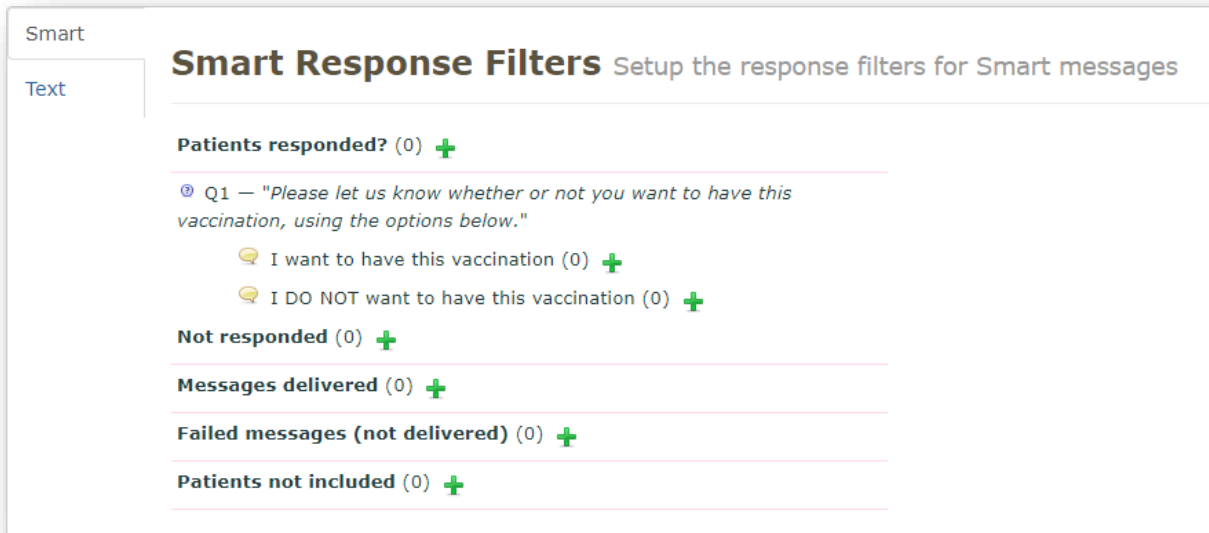 Smart
Text
Smart Response Filters Setup the response filters for Smart messages
Patients responded? (0)
Q1 — "Please let us know whether or not you want to have this
vaccination, using the options below."
I want to have this vaccination (0)
I DO NOT want to have this vaccination (0)
Not responded (0)
Messages delivered (0)
Failed messages (not delivered) (0)
Patients not included (0)